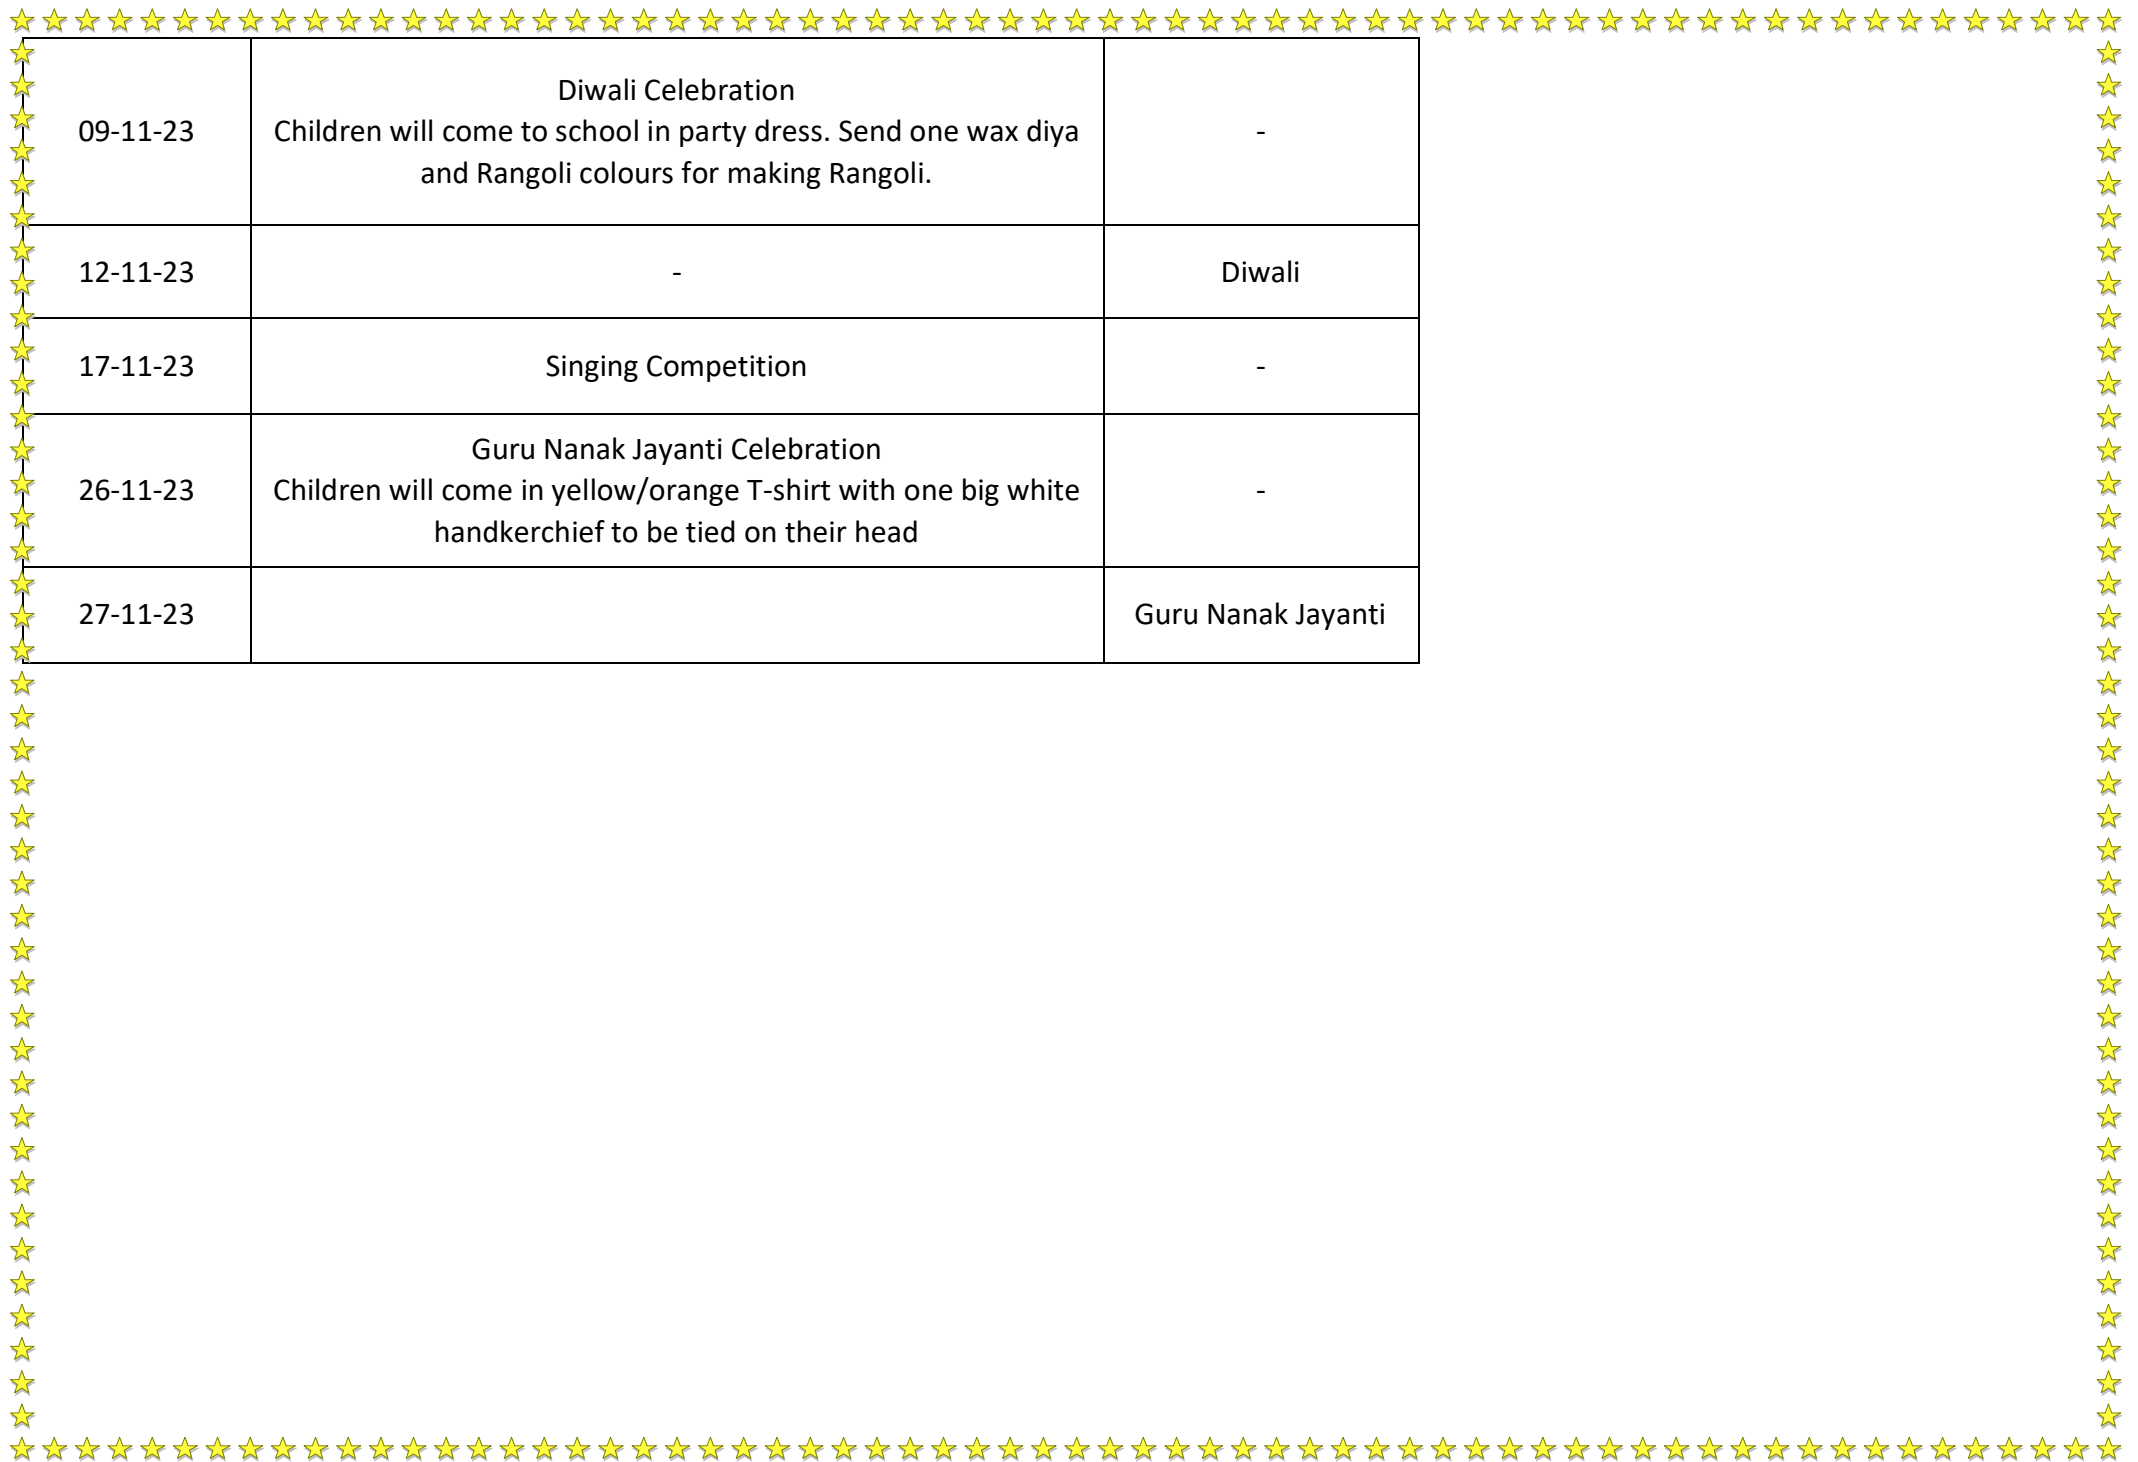 Diwali Celebration
09-11-23 Children will come to school in party dress. Send one wax diya -
and Rangoli colours for making Rangoli.
12-11-23 - Diwali
17-11-23 Singing Competition -
Guru Nanak Jayanti Celebration
26-11-23 Children will come in yellow/orange T-shirt with one big white -
handkerchief to be tied on their head
27-11-23 Guru Nanak Jayanti